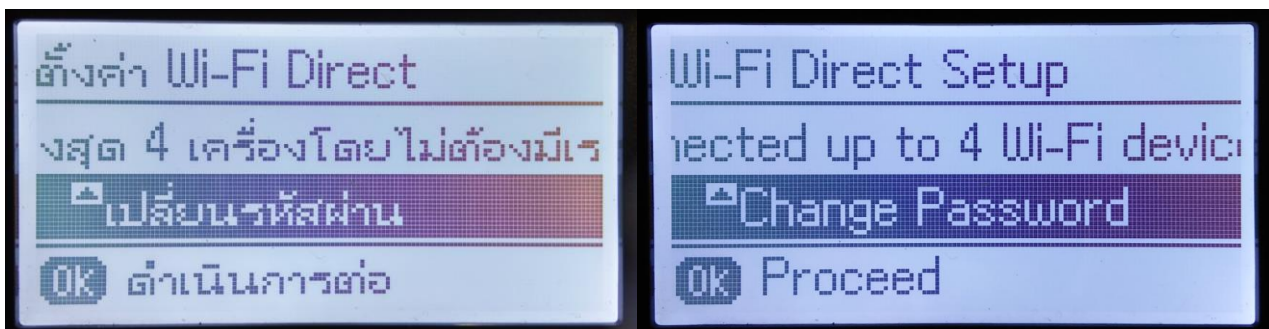 ตั้งค่า Wi-Fi Direct
งสุด 4 เครื่องโดยไม่ต้องมีเร
เปลี่ยนรหัสผ่าน
OK ดำเนินการต่อ
Wi-Fi Direct Setup
nected up to 4 Wi-Fi devic
Change Password
OK Proceed